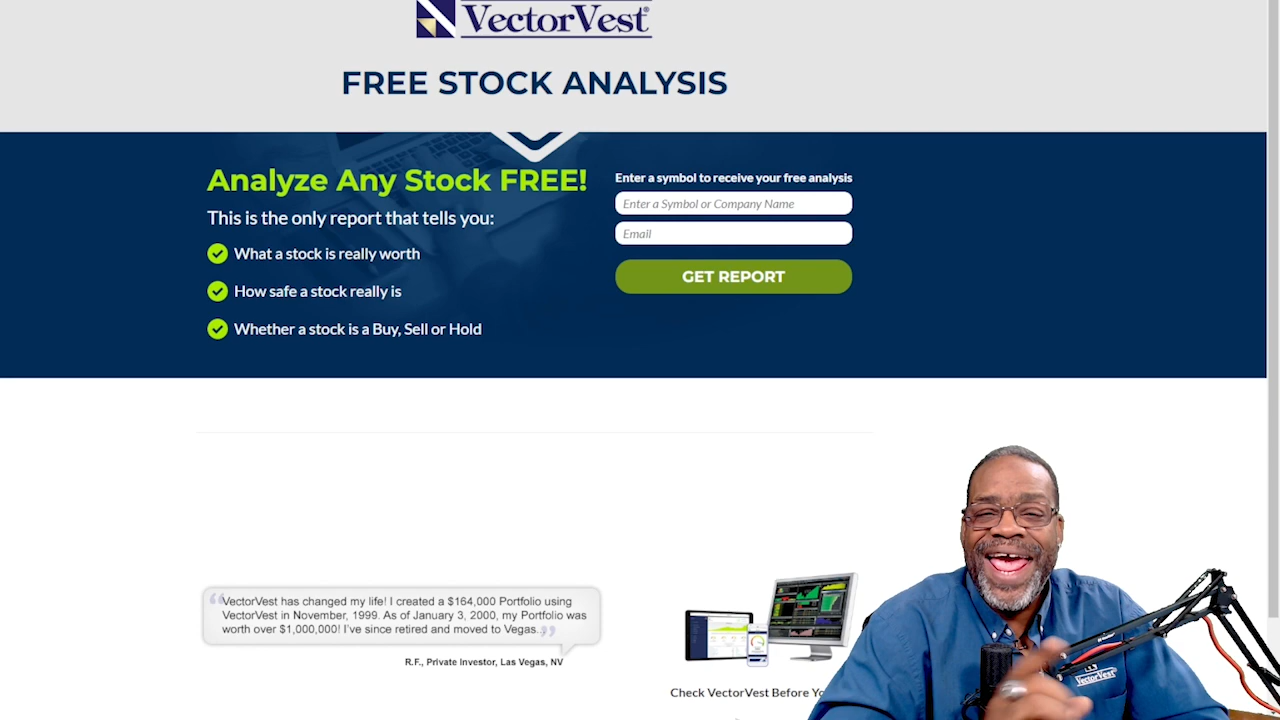 VectorVest®
FREE STOCK ANALYSIS
Analyze Any Stock FREE!
This is the only report that tells you:
What a stock is really worth
How safe a stock really is
Whether a stock is a Buy, Sell or Hold
Enter a symbol to receive your free analysis
Enter a Symbol or Company Name
Email
GET REPORT
“VectorVest has changed my life! I created a $164,000 Portfolio using
VectorVest in November, 1999. As of January 3, 2000, my Portfolio was
worth over $1,000,000! I've since retired and moved to Vegas.”
R.F., Private Investor, Las Vegas, NV
Check VectorVest Before Yo
VectorVest